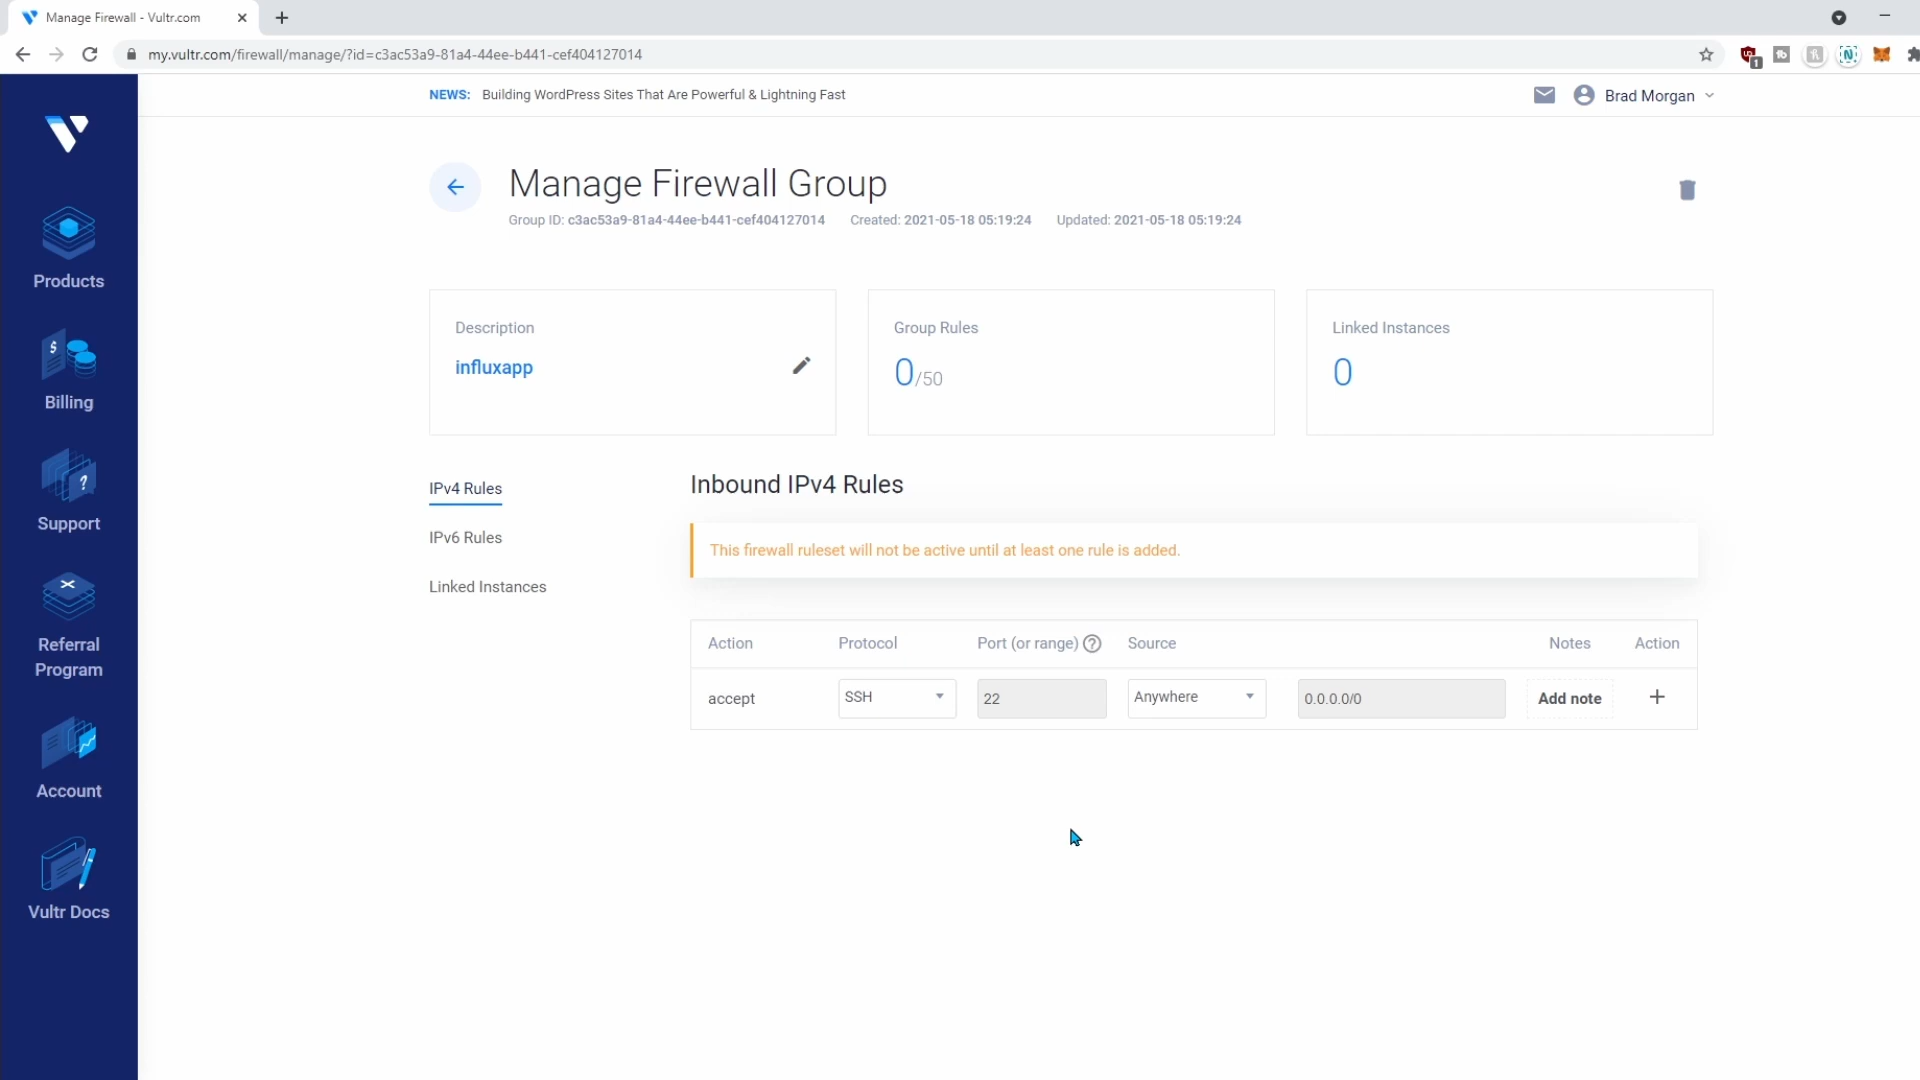 Manage Firewall - Vultr.com
my.vultr.com/firewall/manage/?id=c3ac53a9-81a4-44ee-b441-cef404127014
1
NEWS: Building WordPress Sites That Are Powerful & Lightning Fast
Brad Morgan
Manage Firewall Group
Group ID: c3ac53a9-81a4-44ee-b441-cef404127014 Created: 2021-05-18 05:19:24 Updated: 2021-05-18 05:19:24
Products
Billing
Support
Referral
Program
Account
Vultr Docs
Description
influxapp
Group Rules
0/50
Linked Instances
0
IPv4 Rules
IPv6 Rules
Linked Instances
Inbound IPv4 Rules
This firewall ruleset will not be active until at least one rule is added.
Action Protocol Port (or range) ? Source Notes Action
accept SSH 22 Anywhere 0.0.0.0/0 Add note +